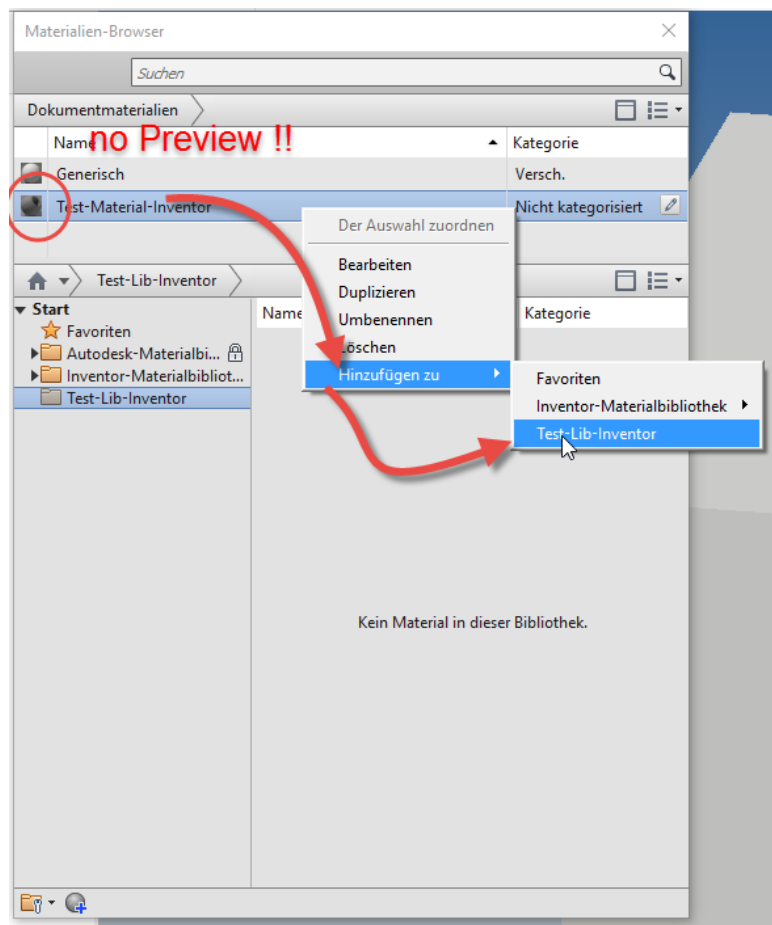 Materialien-Browser
Suchen
Dokumentmaterialien
no Preview !!
Name Kategorie
Generisch Versch.
Test-Material-Inventor Nicht kategorisiert
Der Auswahl zuordnen
Bearbeiten
Duplizieren
Umbenennen
Löschen
Hinzufügen zu
Favoriten
Inventor-Materialbibliothek
Test-Lib-Inventor
Test-Lib-Inventor
Name Kategorie
Start
Favoriten
Autodesk-Materialbi...
Inventor-Materialbibliot...
Test-Lib-Inventor
Kein Material in dieser Bibliothek.